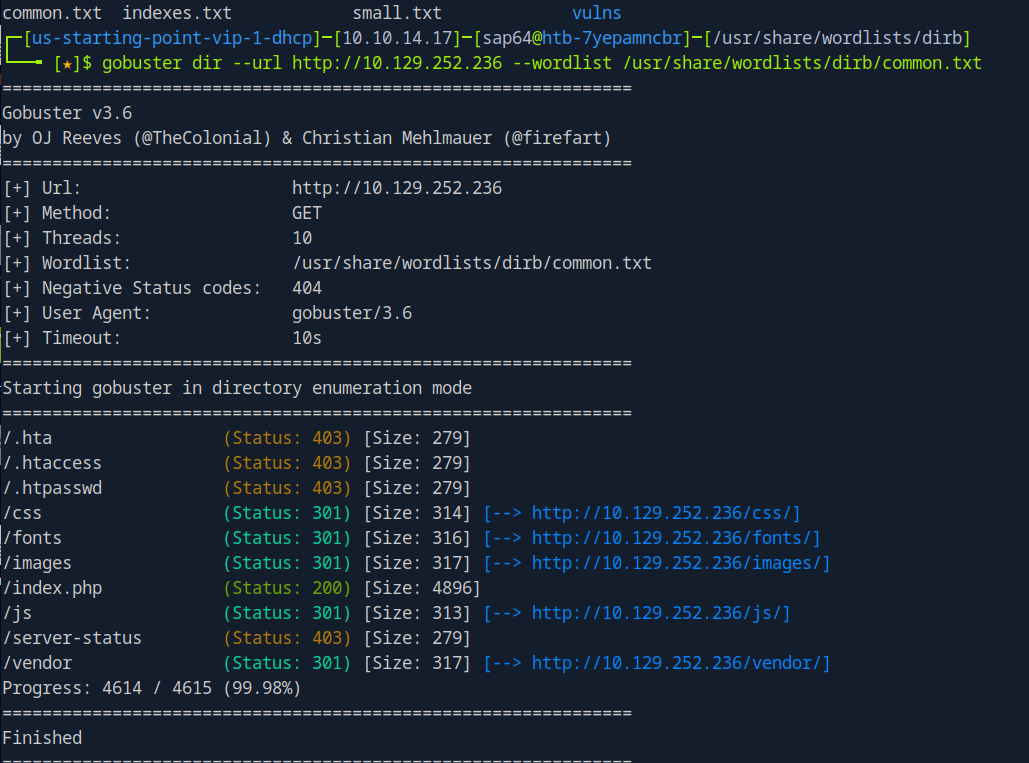 common.txt  indexes.txt            small.txt             vulns
┌─[us-starting-point-vip-1-dhcp]─[10.10.14.17]─[sap64@htb-7yepamncbr]─[/usr/share/wordlists/dirb]
└──╼ [★]$ gobuster dir --url http://10.129.252.236 --wordlist /usr/share/wordlists/dirb/common.txt
===============================================================
Gobuster v3.6
by OJ Reeves (@TheColonial) & Christian Mehlmauer (@firefart)
===============================================================
[+] Url:                     http://10.129.252.236
[+] Method:                  GET
[+] Threads:                 10
[+] Wordlist:                /usr/share/wordlists/dirb/common.txt
[+] Negative Status codes:   404
[+] User Agent:              gobuster/3.6
[+] Timeout:                 10s
===============================================================
Starting gobuster in directory enumeration mode
===============================================================
/.hta                 (Status: 403) [Size: 279]
/.htaccess            (Status: 403) [Size: 279]
/.htpasswd            (Status: 403) [Size: 279]
/css                  (Status: 301) [Size: 314] [--> http://10.129.252.236/css/]
/fonts                (Status: 301) [Size: 316] [--> http://10.129.252.236/fonts/]
/images               (Status: 301) [Size: 317] [--> http://10.129.252.236/images/]
/index.php            (Status: 200) [Size: 4896]
/js                   (Status: 301) [Size: 313] [--> http://10.129.252.236/js/]
/server-status        (Status: 403) [Size: 279]
/vendor               (Status: 301) [Size: 317] [--> http://10.129.252.236/vendor/]
Progress: 4614 / 4615 (99.98%)
===============================================================
Finished
===============================================================